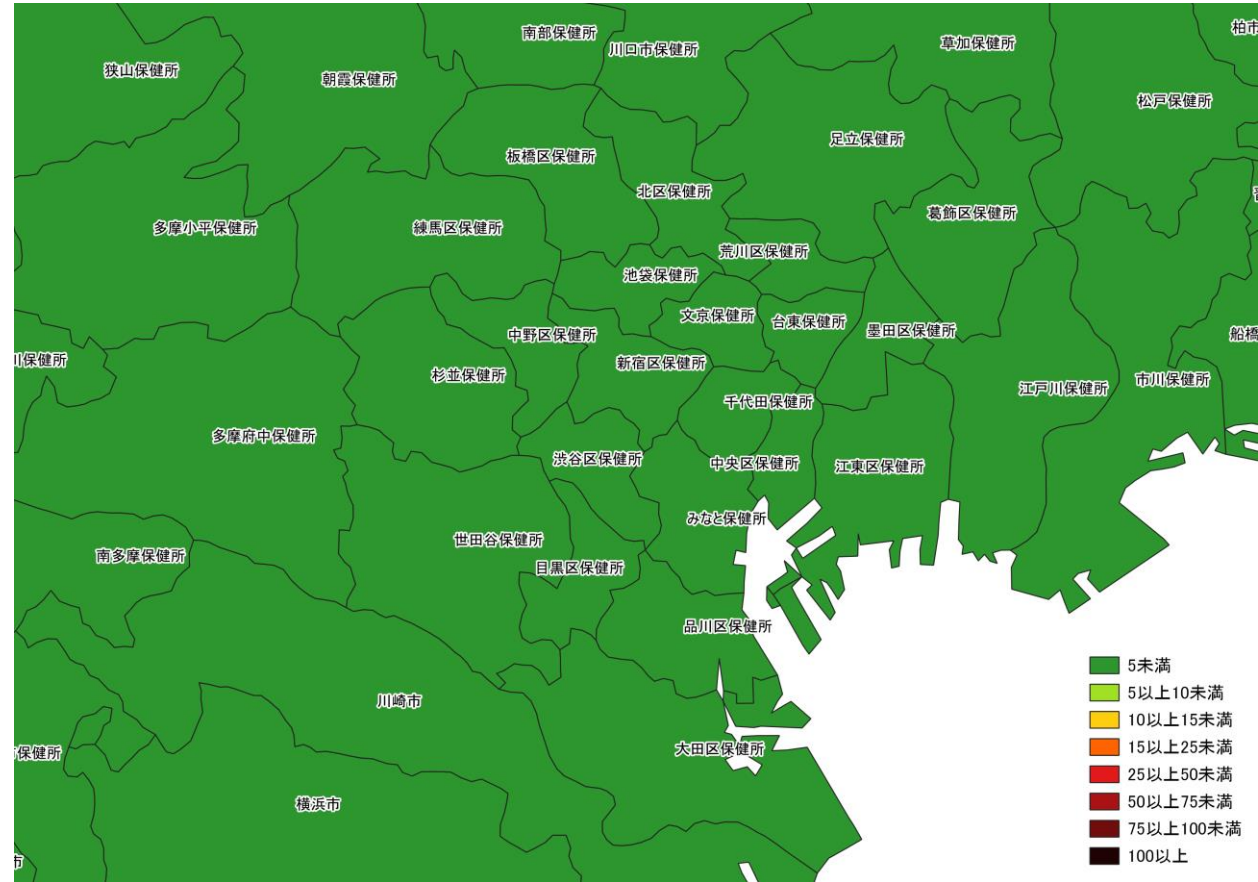 南部保健所
川口市保健所
草加保健所
柏市
狭山保健所
朝霞保健所
松戸保健所
足立保健所
板橋区保健所
北区保健所
葛飾区保健所
多摩小平保健所
練馬区保健所
荒川区保健所
池袋保健所
文京保健所
台東保健所
墨田区保健所
中野区保健所
船橋
川保健所
新宿区保健所
杉並保健所
江戸川保健所
市川保健所
千代田保健所
多摩府中保健所
渋谷区保健所
中央区保健所
江東区保健所
みなと保健所
世田谷保健所
南多摩保健所
目黒区保健所
品川区保健所
川崎市
大田区保健所
保健所
横浜市
市
5未満
5以上10未満
10以上15未満
15以上25未満
25以上50未満
50以上75未満
75以上100未満
100以上